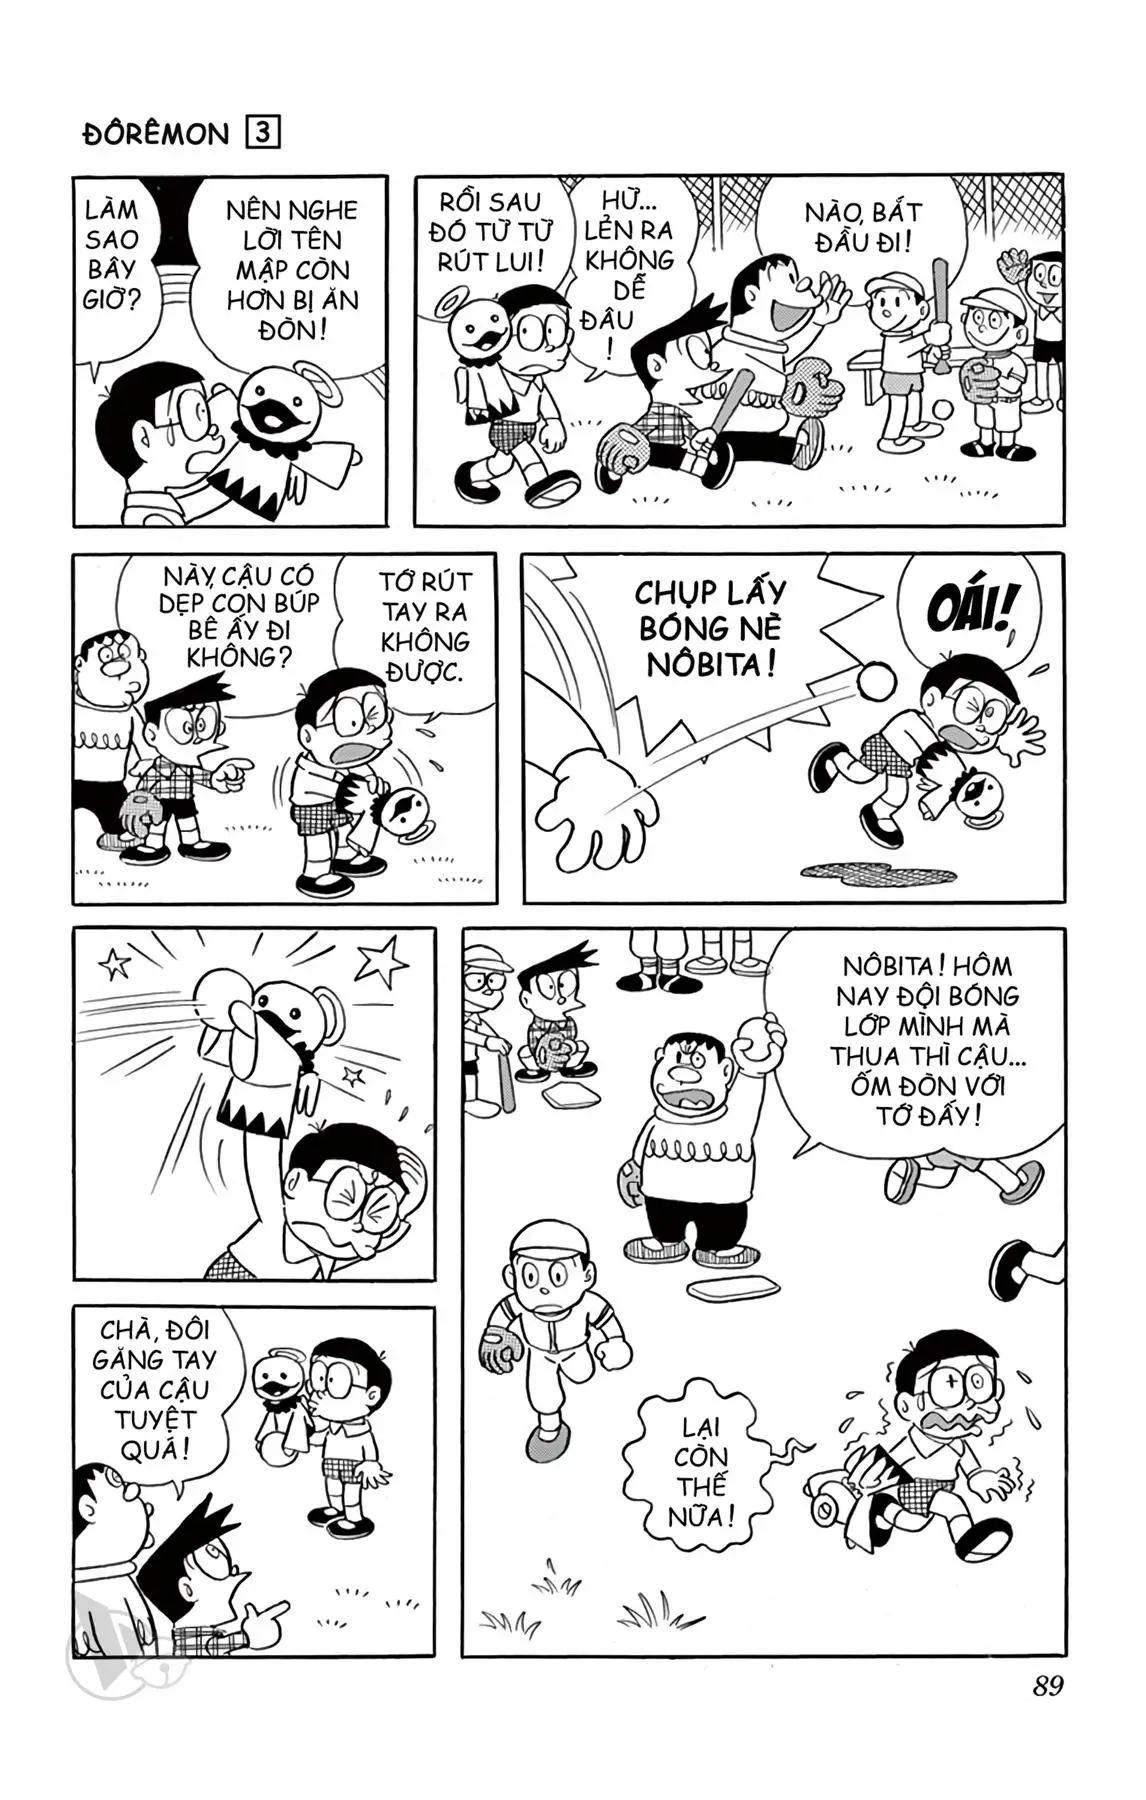 ĐÔRÊMON 3
LÀM
SAO
BÂY
GIỜ?
NÊN NGHE
LỜI TÊN
MẬP CÒN
HƠN BỊ ĂN
ĐÒN!
RỒI SAU
ĐÓ TỪ TỪ
RÚT LUI!
HỪ...
LẺN RA
KHÔNG
DỄ
ĐÂU
!
NÀO, BẮT
ĐẦU ĐI!
NÀY, CẬU CÓ
DẸP CON BÚP
BÊ ẤY ĐI
KHÔNG?
TỚ RÚT
TAY RA
KHÔNG
ĐƯỢC.
CHỤP LẤY
BÓNG NÈ
NÔBITA!
OÁI!
NÔBITA! HÔM
NAY ĐỘI BÓNG
LỚP MÌNH MÀ
THUA THÌ CẬU...
ỐM ĐÒN VỚI
TỚ ĐẤY!
CHÀ, ĐÔI
GĂNG TAY
CỦA CẬU
TUYỆT
QUÁ!
LẠI
CÒN
THẾ
NỮA!
89